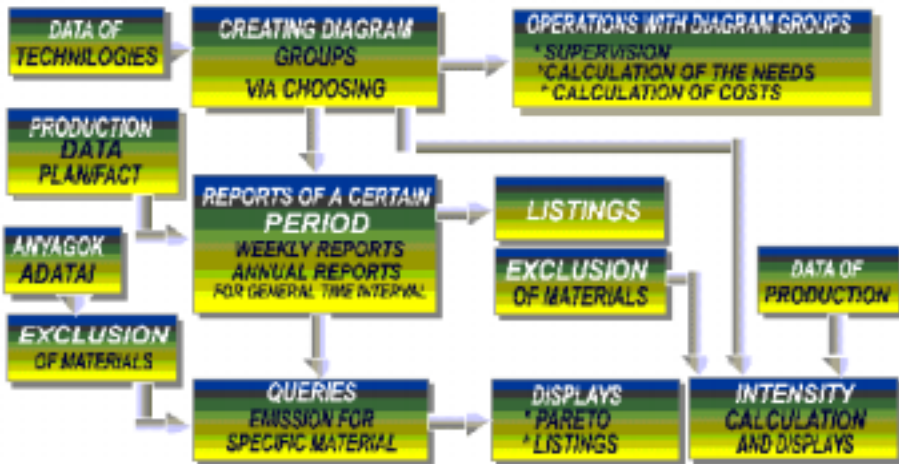 DATA OF
TECHNILOGIES
CREATING DIAGRAM
GROUPS
VIA CHOOSING
OPERATIONS WITH DIAGRAM GROUPS
* SUPERVISION
*CALCULATION OF THE NEEDS
* CALCULATION OF COSTS
PRODUCTION
DATA
PLAN/FACT
REPORTS OF A CERTAIN
PERIOD
WEEKLY REPORTS
ANNUAL REPORTS
FOR GENERAL TIME INTERVAL
LISTINGS
ANYAGOK
ADATAI
EXCLUSION
OF MATERIALS
DATA OF
PRODUCTION
EXCLUSION
OF MATERIALS
QUERIES
EMISSION FOR
SPECIFIC MATERIAL
DISPLAYS
* PARETO
* LISTINGS
INTENSITY
CALCULATION
AND DISPLAYS